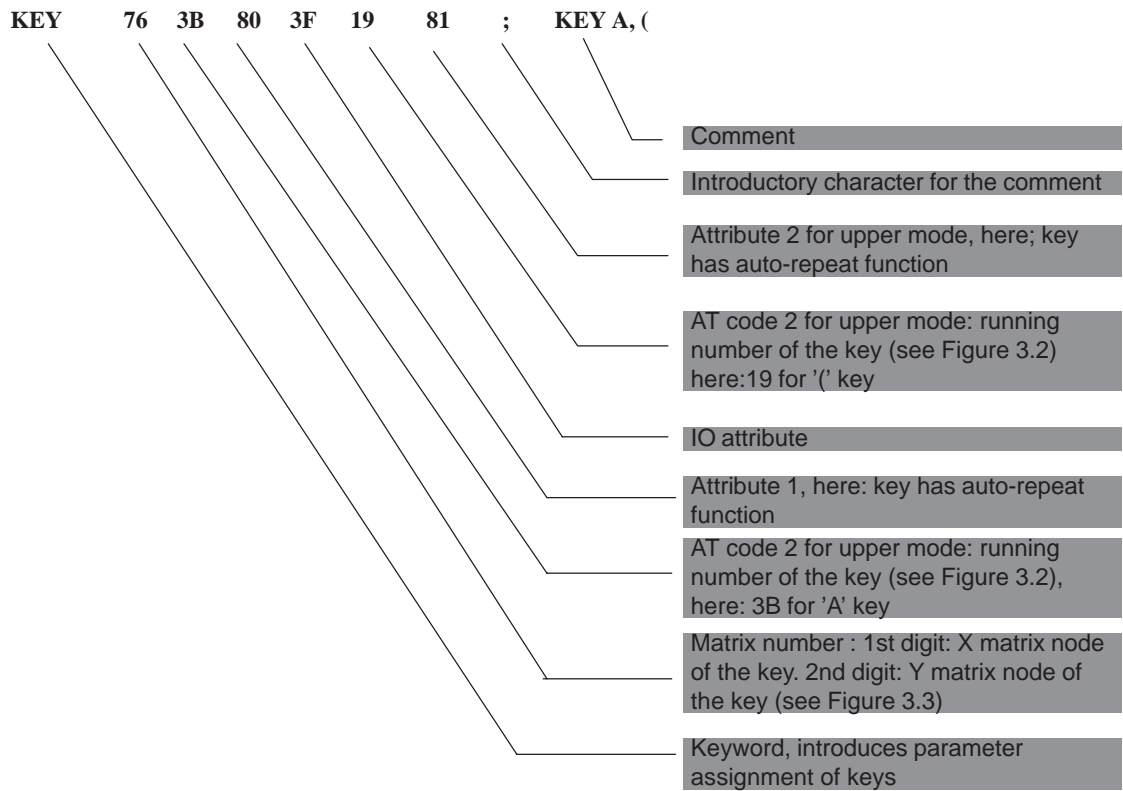 KEY 76 3B 80 3F 19 81 ; KEY A, (
Comment
Introductory character for the comment
Attribute 2 for upper mode, here; key
has auto-repeat function
AT code 2 for upper mode: running
number of the key (see Figure 3.2)
here:19 for ’(’ key
IO attribute
Attribute 1, here: key has auto-repeat
function
AT code 2 for upper mode: running
number of the key (see Figure 3.2),
here: 3B for ’A’ key
Matrix number : 1st digit: X matrix node
of the key. 2nd digit: Y matrix node of
the key (see Figure 3.3)
Keyword, introduces parameter
assignment of keys